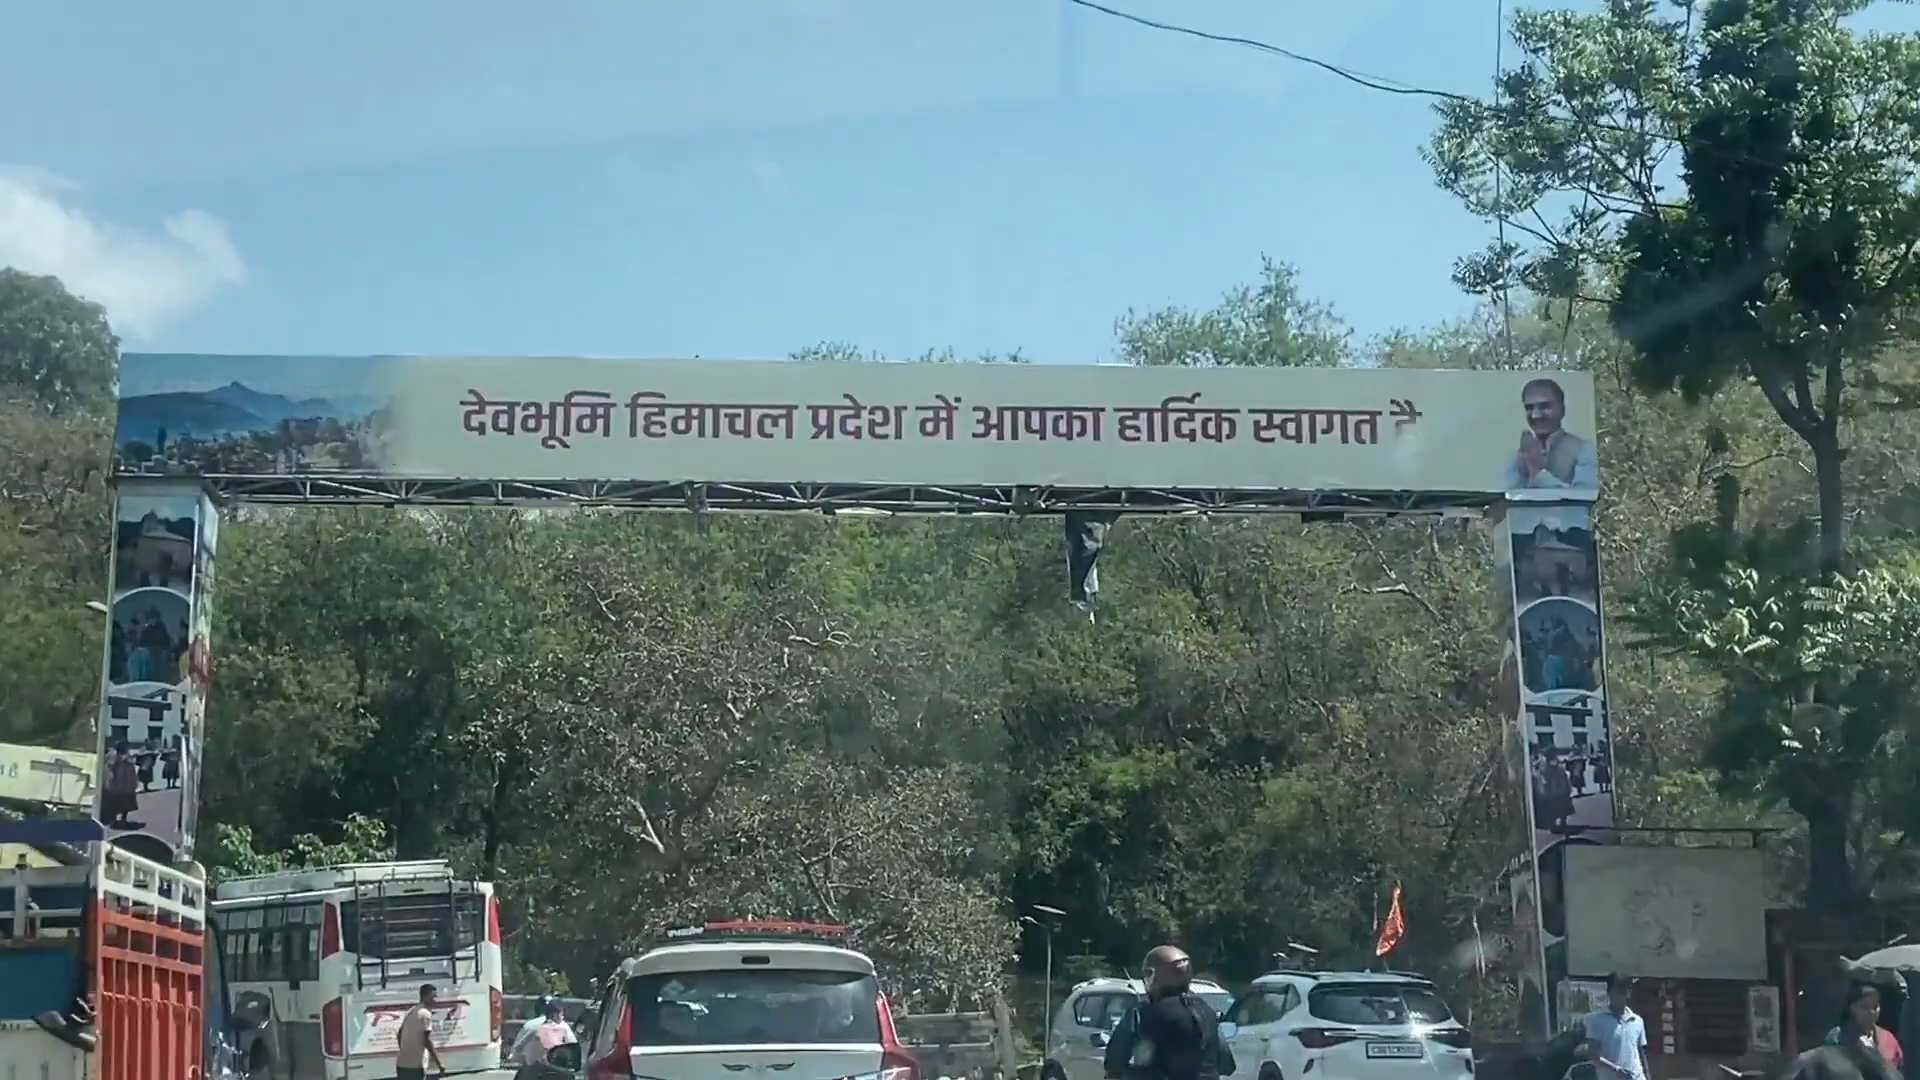 देवभूमि हिमाचल प्रदेश में आपका हार्दिक स्वागत है